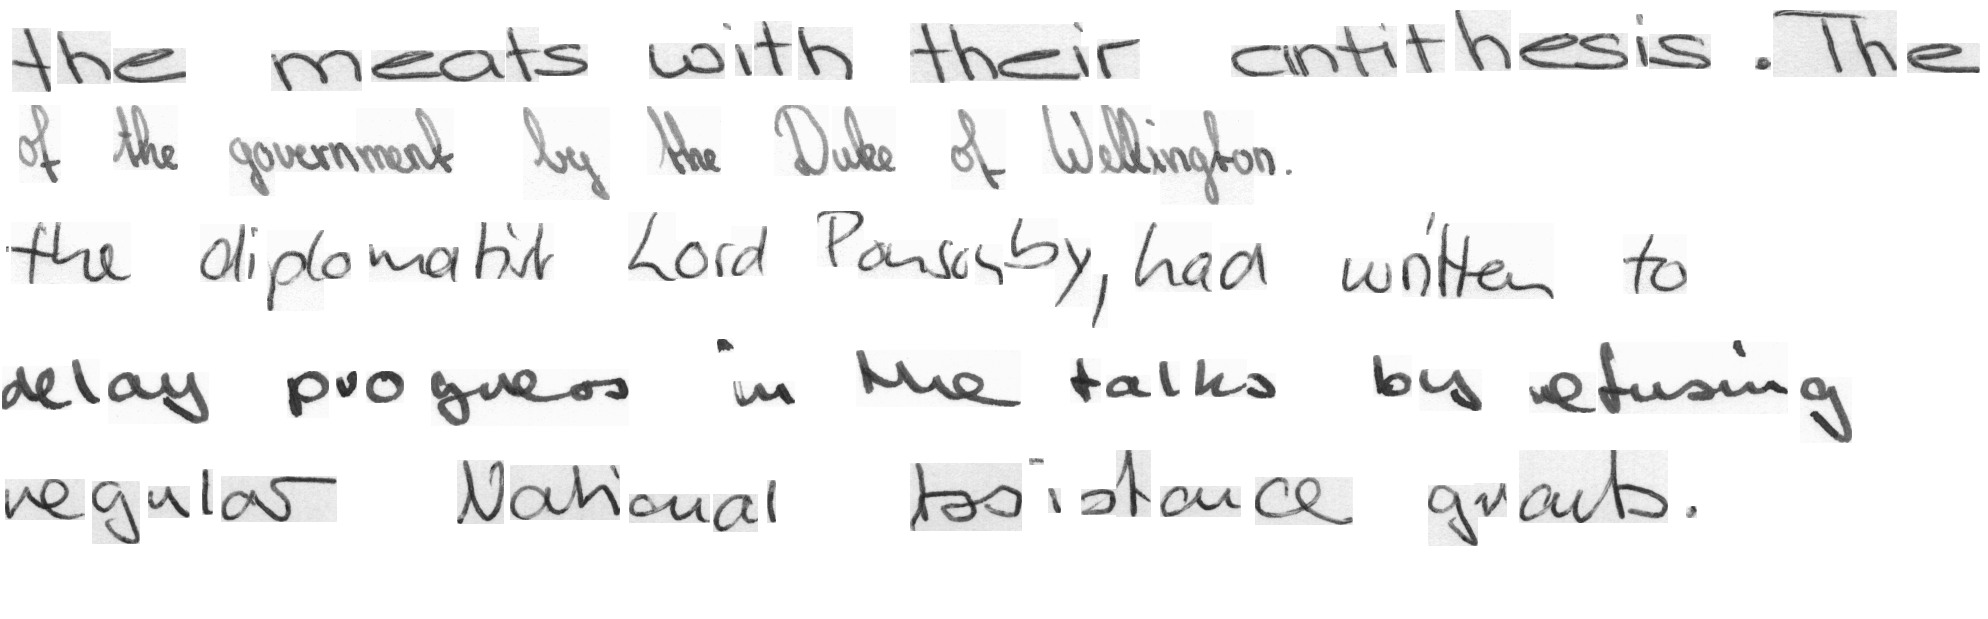 the meats with their antithesis. The
of the government by the Duke of Wellington.
the diplomatist Lord Ponsonby, had written to
delay progress in the talks by refusing
regular National Assistance grants.